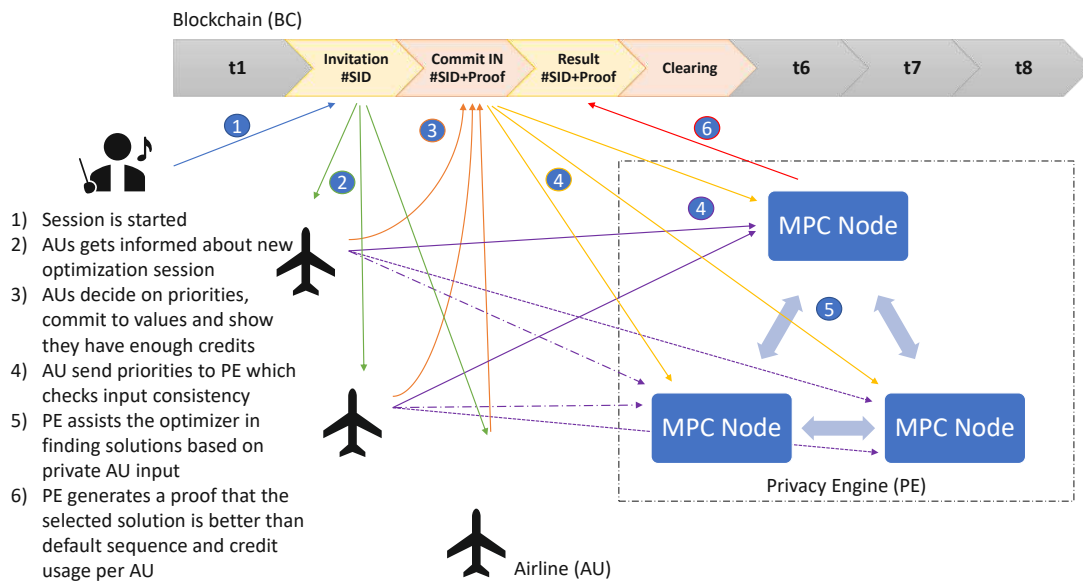 Blockchain (BC)
t1
Invitation
#SID
Commit IN
#SID+Proof
Result
#SID+Proof
Clearing
t6
t7
t8
1
2
3
4
4
5
6
1) Session is started
2) AUs gets informed about new
optimization session
3) AUs decide on priorities,
commit to values and show
they have enough credits
4) AU send priorities to PE which
checks input consistency
5) PE assists the optimizer in
finding solutions based on
private AU input
6) PE generates a proof that the
selected solution is better than
default sequence and credit
usage per AU
MPC Node
MPC Node
MPC Node
Privacy Engine (PE)
Airline (AU)